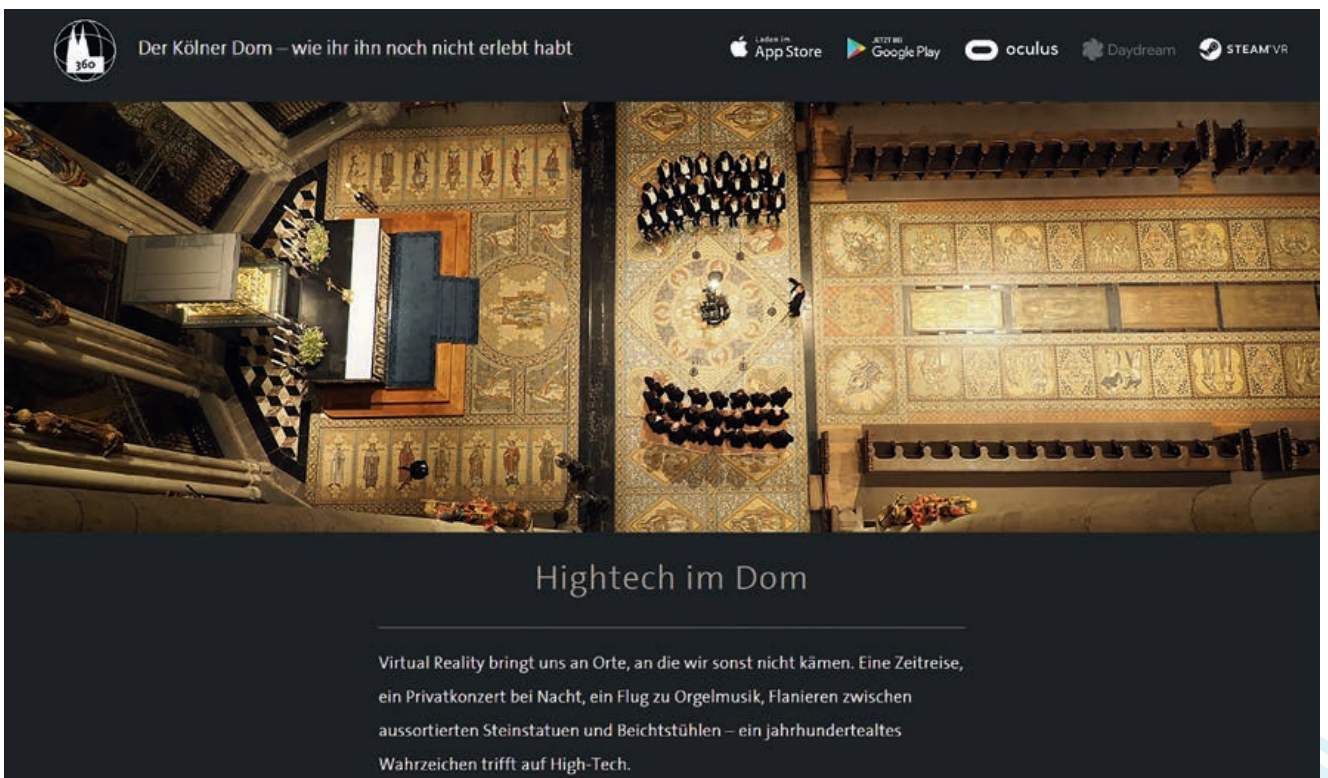 360
Der Kölner Dom – wie ihr ihn noch nicht erlebt habt
Laden im
App Store
JETZT BEI
Google Play
oculus
Daydream
STEAM VR
Hightech im Dom
Virtual Reality bringt uns an Orte, an die wir sonst nicht kämen. Eine Zeitreise,
ein Privatkonzert bei Nacht, ein Flug zu Orgelmusik, Flanieren zwischen
aussortierten Steinstatuen und Beichtstühlen – ein jahrhundertealtes
Wahrzeichen trifft auf High-Tech.